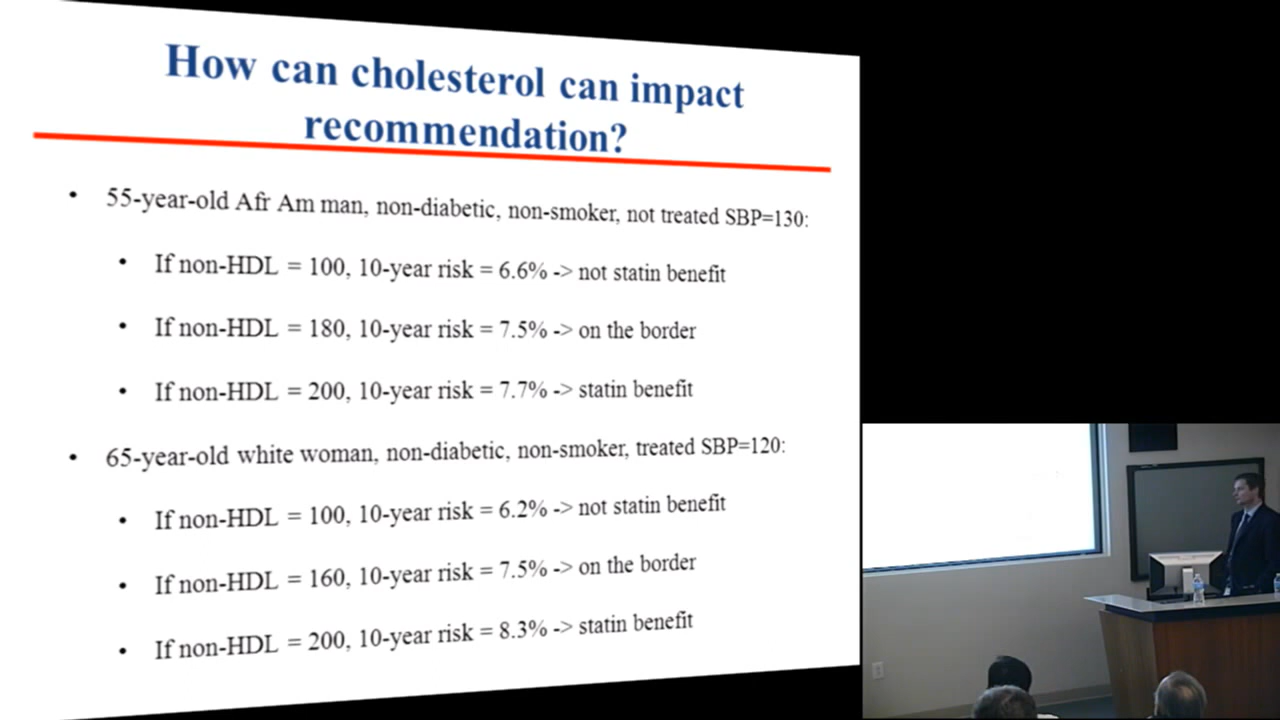 How can cholesterol can impact
recommendation?
• 55-year-old Afr Am man, non-diabetic, non-smoker, not treated SBP=130:
• If non-HDL = 100, 10-year risk = 6.6% -> not statin benefit
• If non-HDL = 180, 10-year risk = 7.5% -> on the border
• If non-HDL = 200, 10-year risk = 7.7% -> statin benefit
• 65-year-old white woman, non-diabetic, non-smoker, treated SBP=120:
• If non-HDL = 100, 10-year risk = 6.2% -> not statin benefit
• If non-HDL = 160, 10-year risk = 7.5% -> on the border
• If non-HDL = 200, 10-year risk = 8.3% -> statin benefit